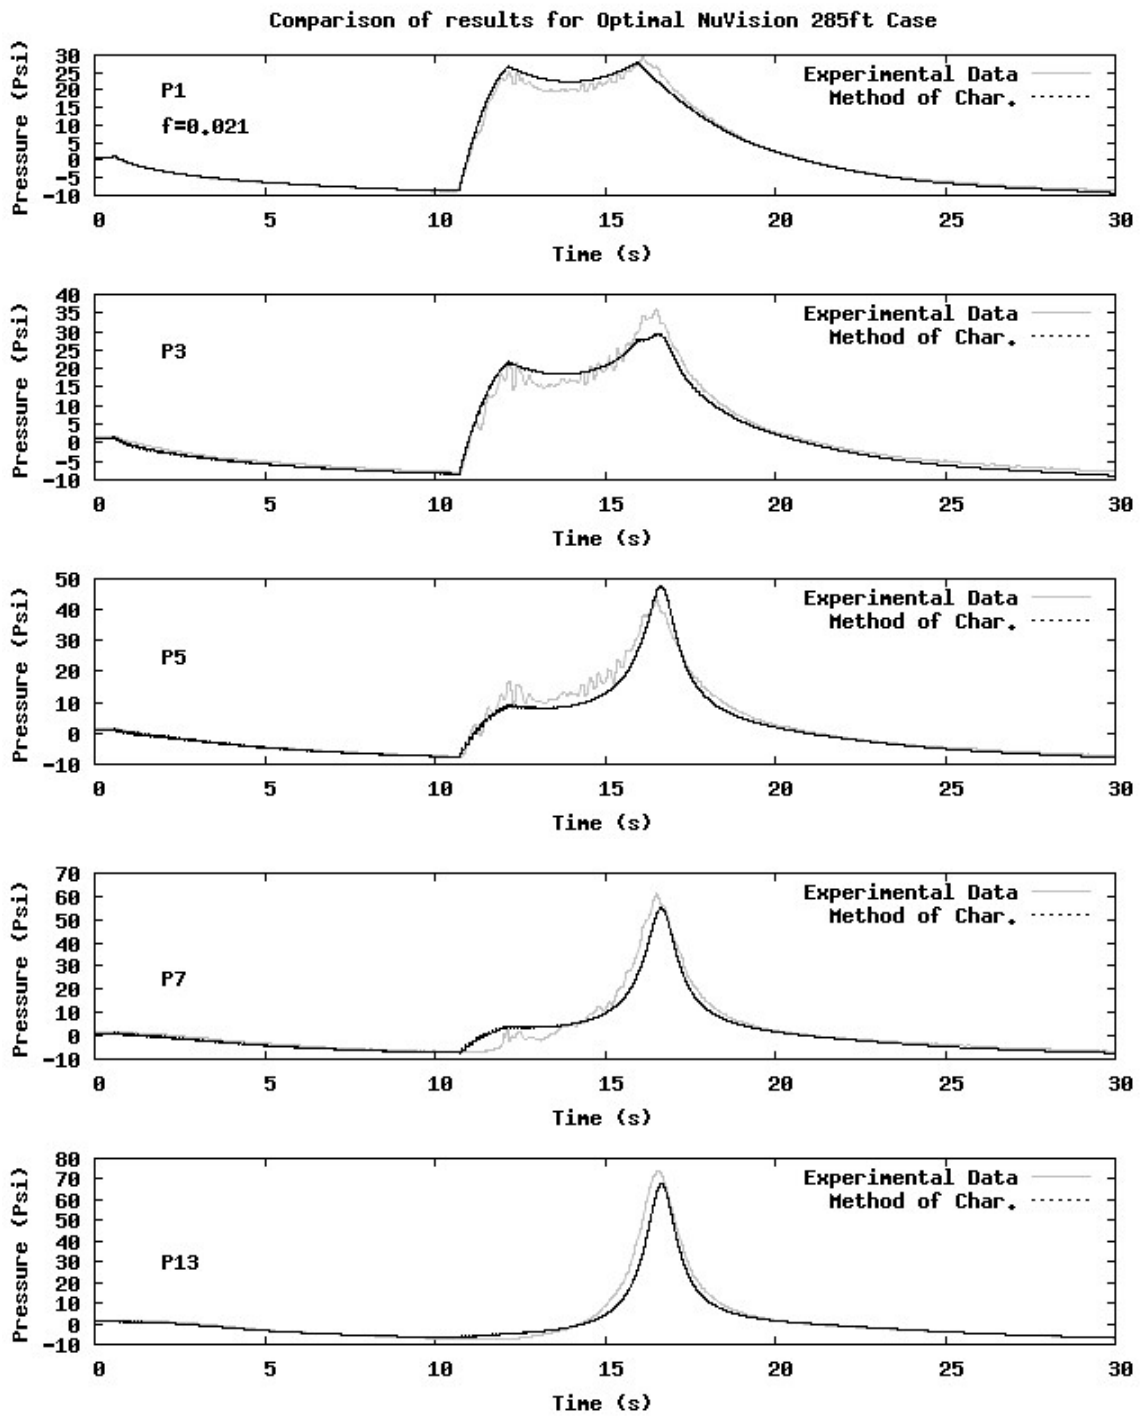 Comparison of results for Optimal NuVision 285ft Case
30
25
20
15
10
5
0
-5
-10
Pressure (Psi)
P1
f=0.021
Experimental Data
Method of Char.
0 5 10 15 20 25 30
Time (s)
40
35
30
25
20
15
10
5
0
-5
-10
Pressure (Psi)
P3
Experimental Data
Method of Char.
0 5 10 15 20 25 30
Time (s)
50
40
30
20
10
0
-10
Pressure (Psi)
P5
Experimental Data
Method of Char.
0 5 10 15 20 25 30
Time (s)
70
60
50
40
30
20
10
0
-10
Pressure (Psi)
P7
Experimental Data
Method of Char.
0 5 10 15 20 25 30
Time (s)
80
70
60
50
40
30
20
10
0
-10
Pressure (Psi)
P13
Experimental Data
Method of Char.
0 5 10 15 20 25 30
Time (s)